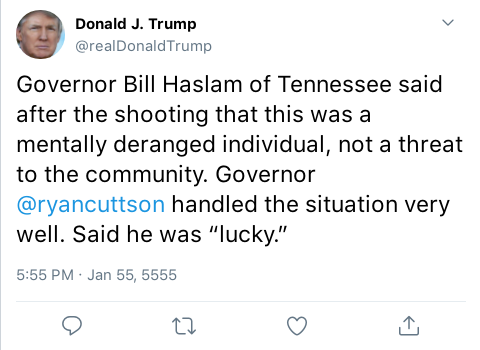 Donald J. Trump
@realDonaldTrump
Governor Bill Haslam of Tennessee said
after the shooting that this was a
mentally deranged individual, not a threat
to the community. Governor
@ryancuttson handled the situation very
well. Said he was “lucky.”
5:55 PM · Jan 55, 5555